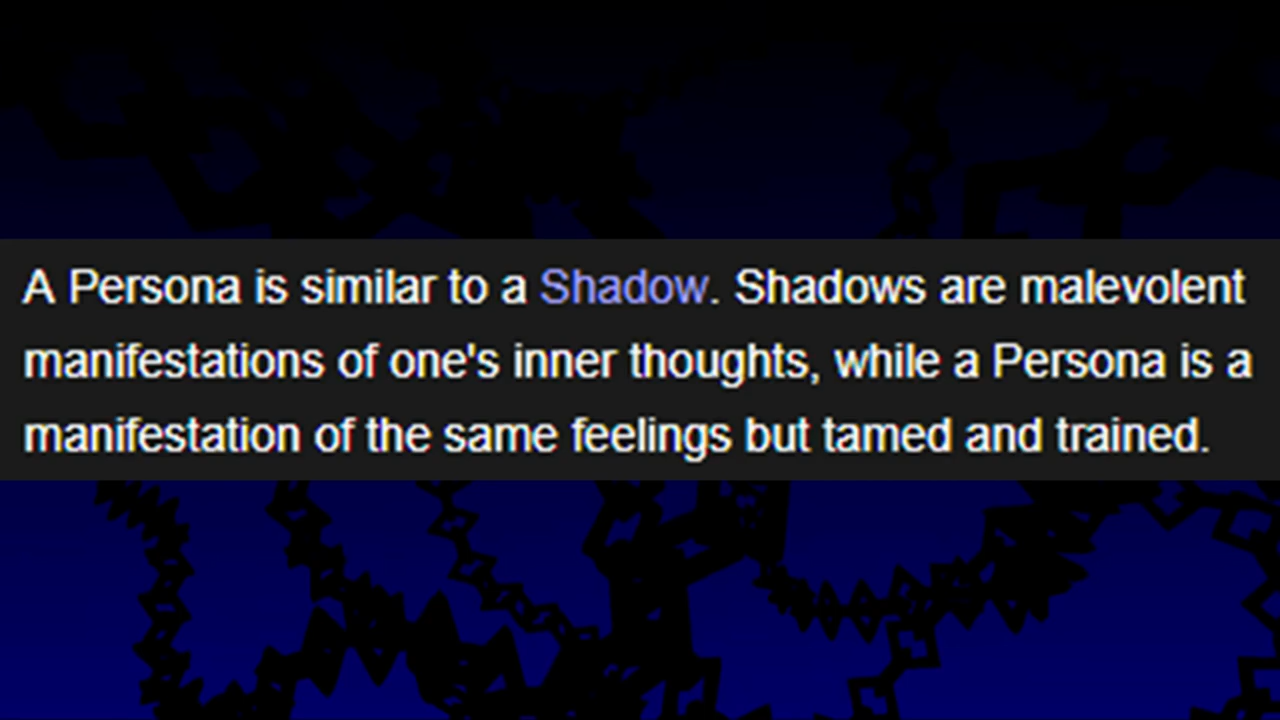 A Persona is similar to a Shadow. Shadows are malevolent
manifestations of one's inner thoughts, while a Persona is a
manifestation of the same feelings but tamed and trained.